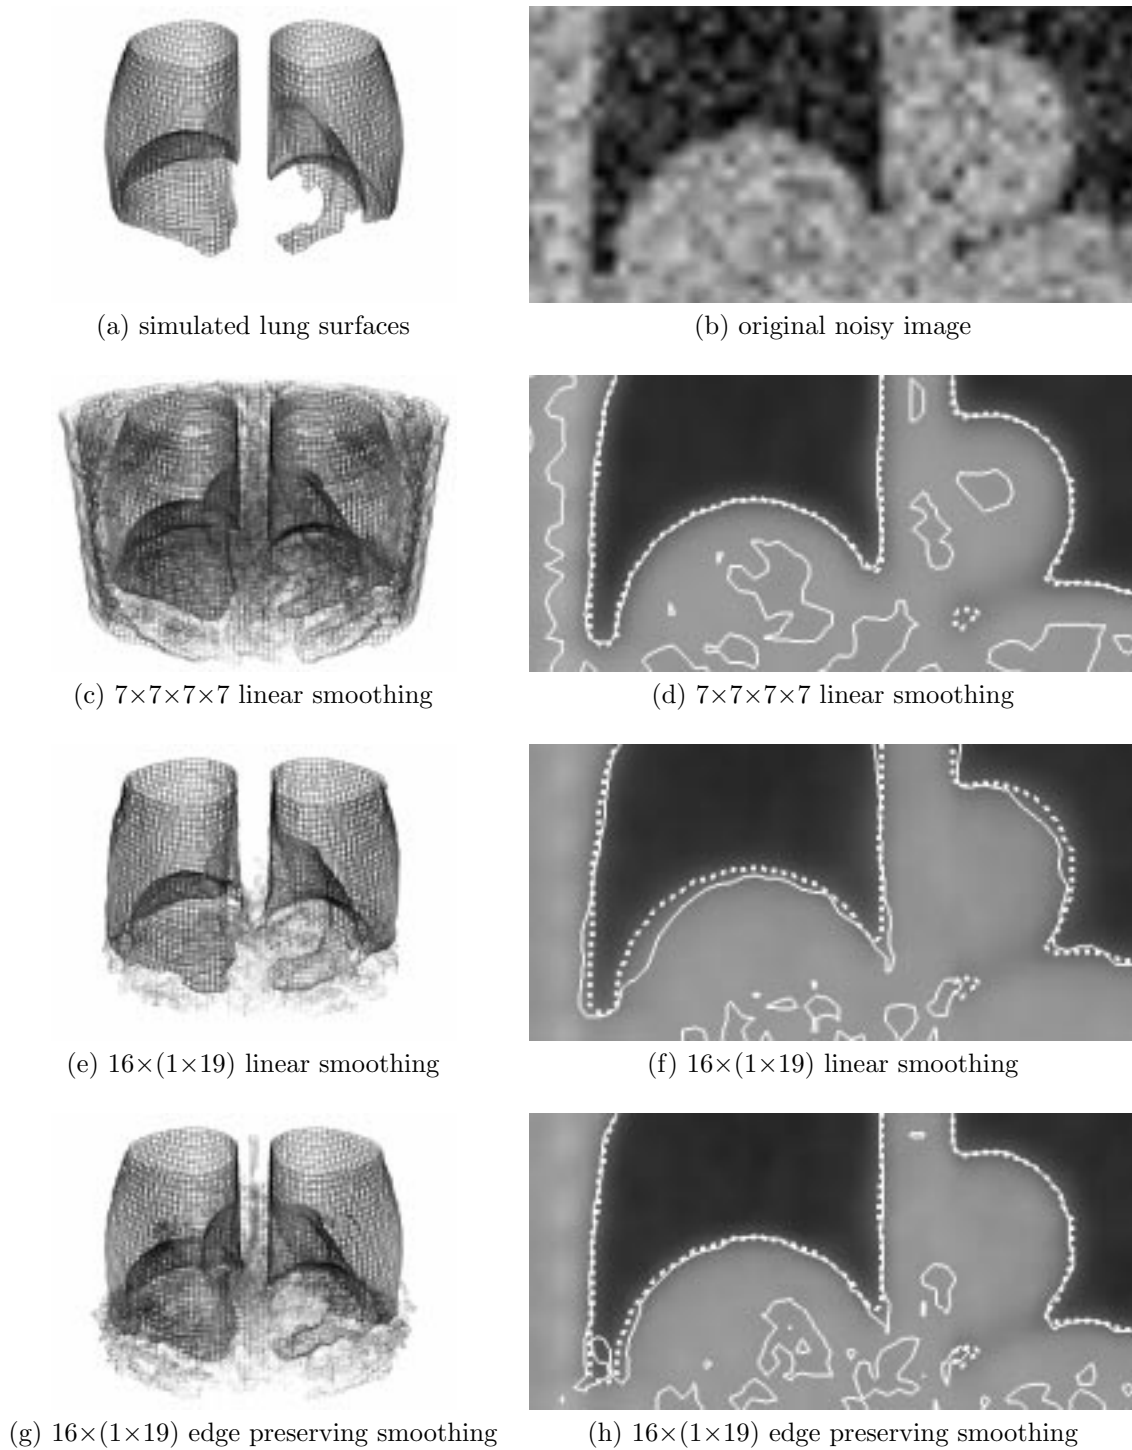 (a) simulated lung surfaces
(b) original noisy image
(c) 7×7×7×7 linear smoothing
(d) 7×7×7×7 linear smoothing
(e) 16×(1×19) linear smoothing
(f) 16×(1×19) linear smoothing
(g) 16×(1×19) edge preserving smoothing
(h) 16×(1×19) edge preserving smoothing